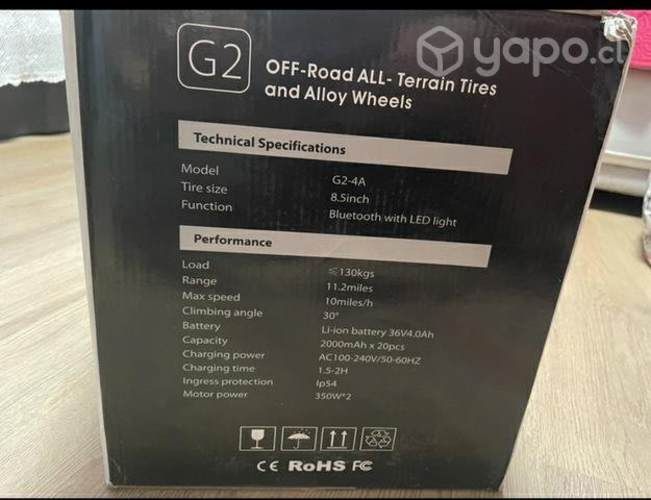 yapo.cl
G2
OFF-Road ALL- Terrain Tires
and Alloy Wheels
Technical Specifications
Model G2-4A
Tire size 8.5inch
Function Bluetooth with LED light
Performance
Load ≤130kgs
Range 11.2miles
Max speed 10miles/h
Climbing angle 30°
Battery Li-ion battery 36V4.0Ah
Capacity 2000mAh x 20pcs
Charging power AC100-240V/50-60HZ
Charging time 1.5-2H
Ingress protection Ip54
Motor power 350W*2
CE RoHS FC